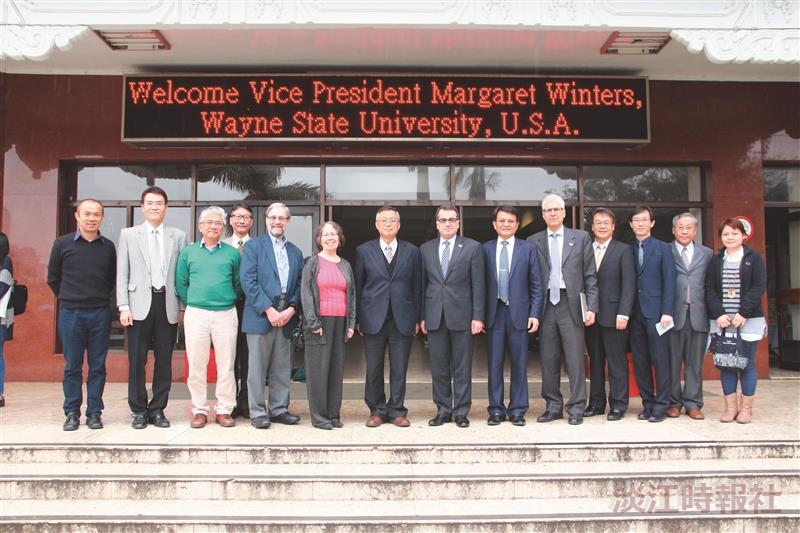 Welcome Vice President Margaret Winters,
Wayne State University, U.S.A.
淡江時報社